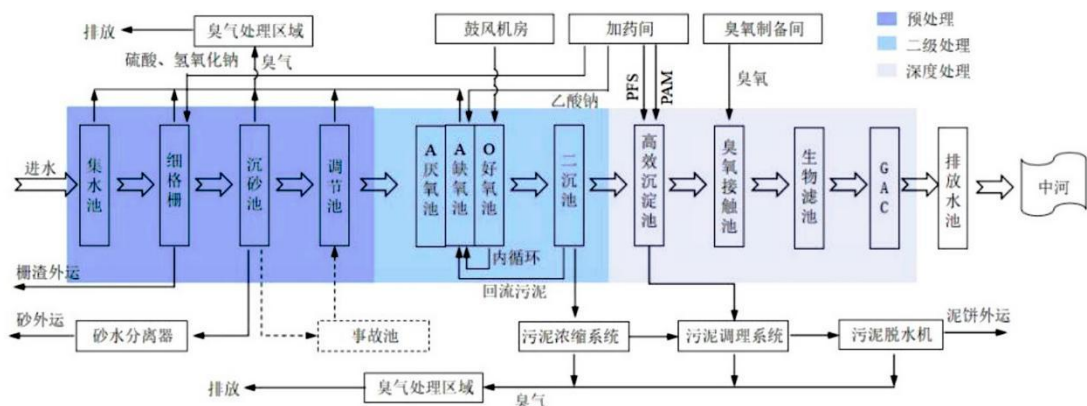 排放
臭气处理区域
鼓风机房
加药间
臭氧制备间
预处理
二级处理
深度处理
硫酸、氢氧化钠
臭气
乙酸钠
PFS
PAM
臭氧
进水
集水池
细格栅
沉砂池
调节池
A厌氧池
A缺氧池
O好氧池
二沉池
高效沉淀池
臭氧接触池
生物滤池
GAC
排放水池
中河
内循环
回流污泥
栅渣外运
砂外运
砂水分离器
事故池
污泥浓缩系统
污泥调理系统
污泥脱水机
泥饼外运
排放
臭气处理区域
臭气